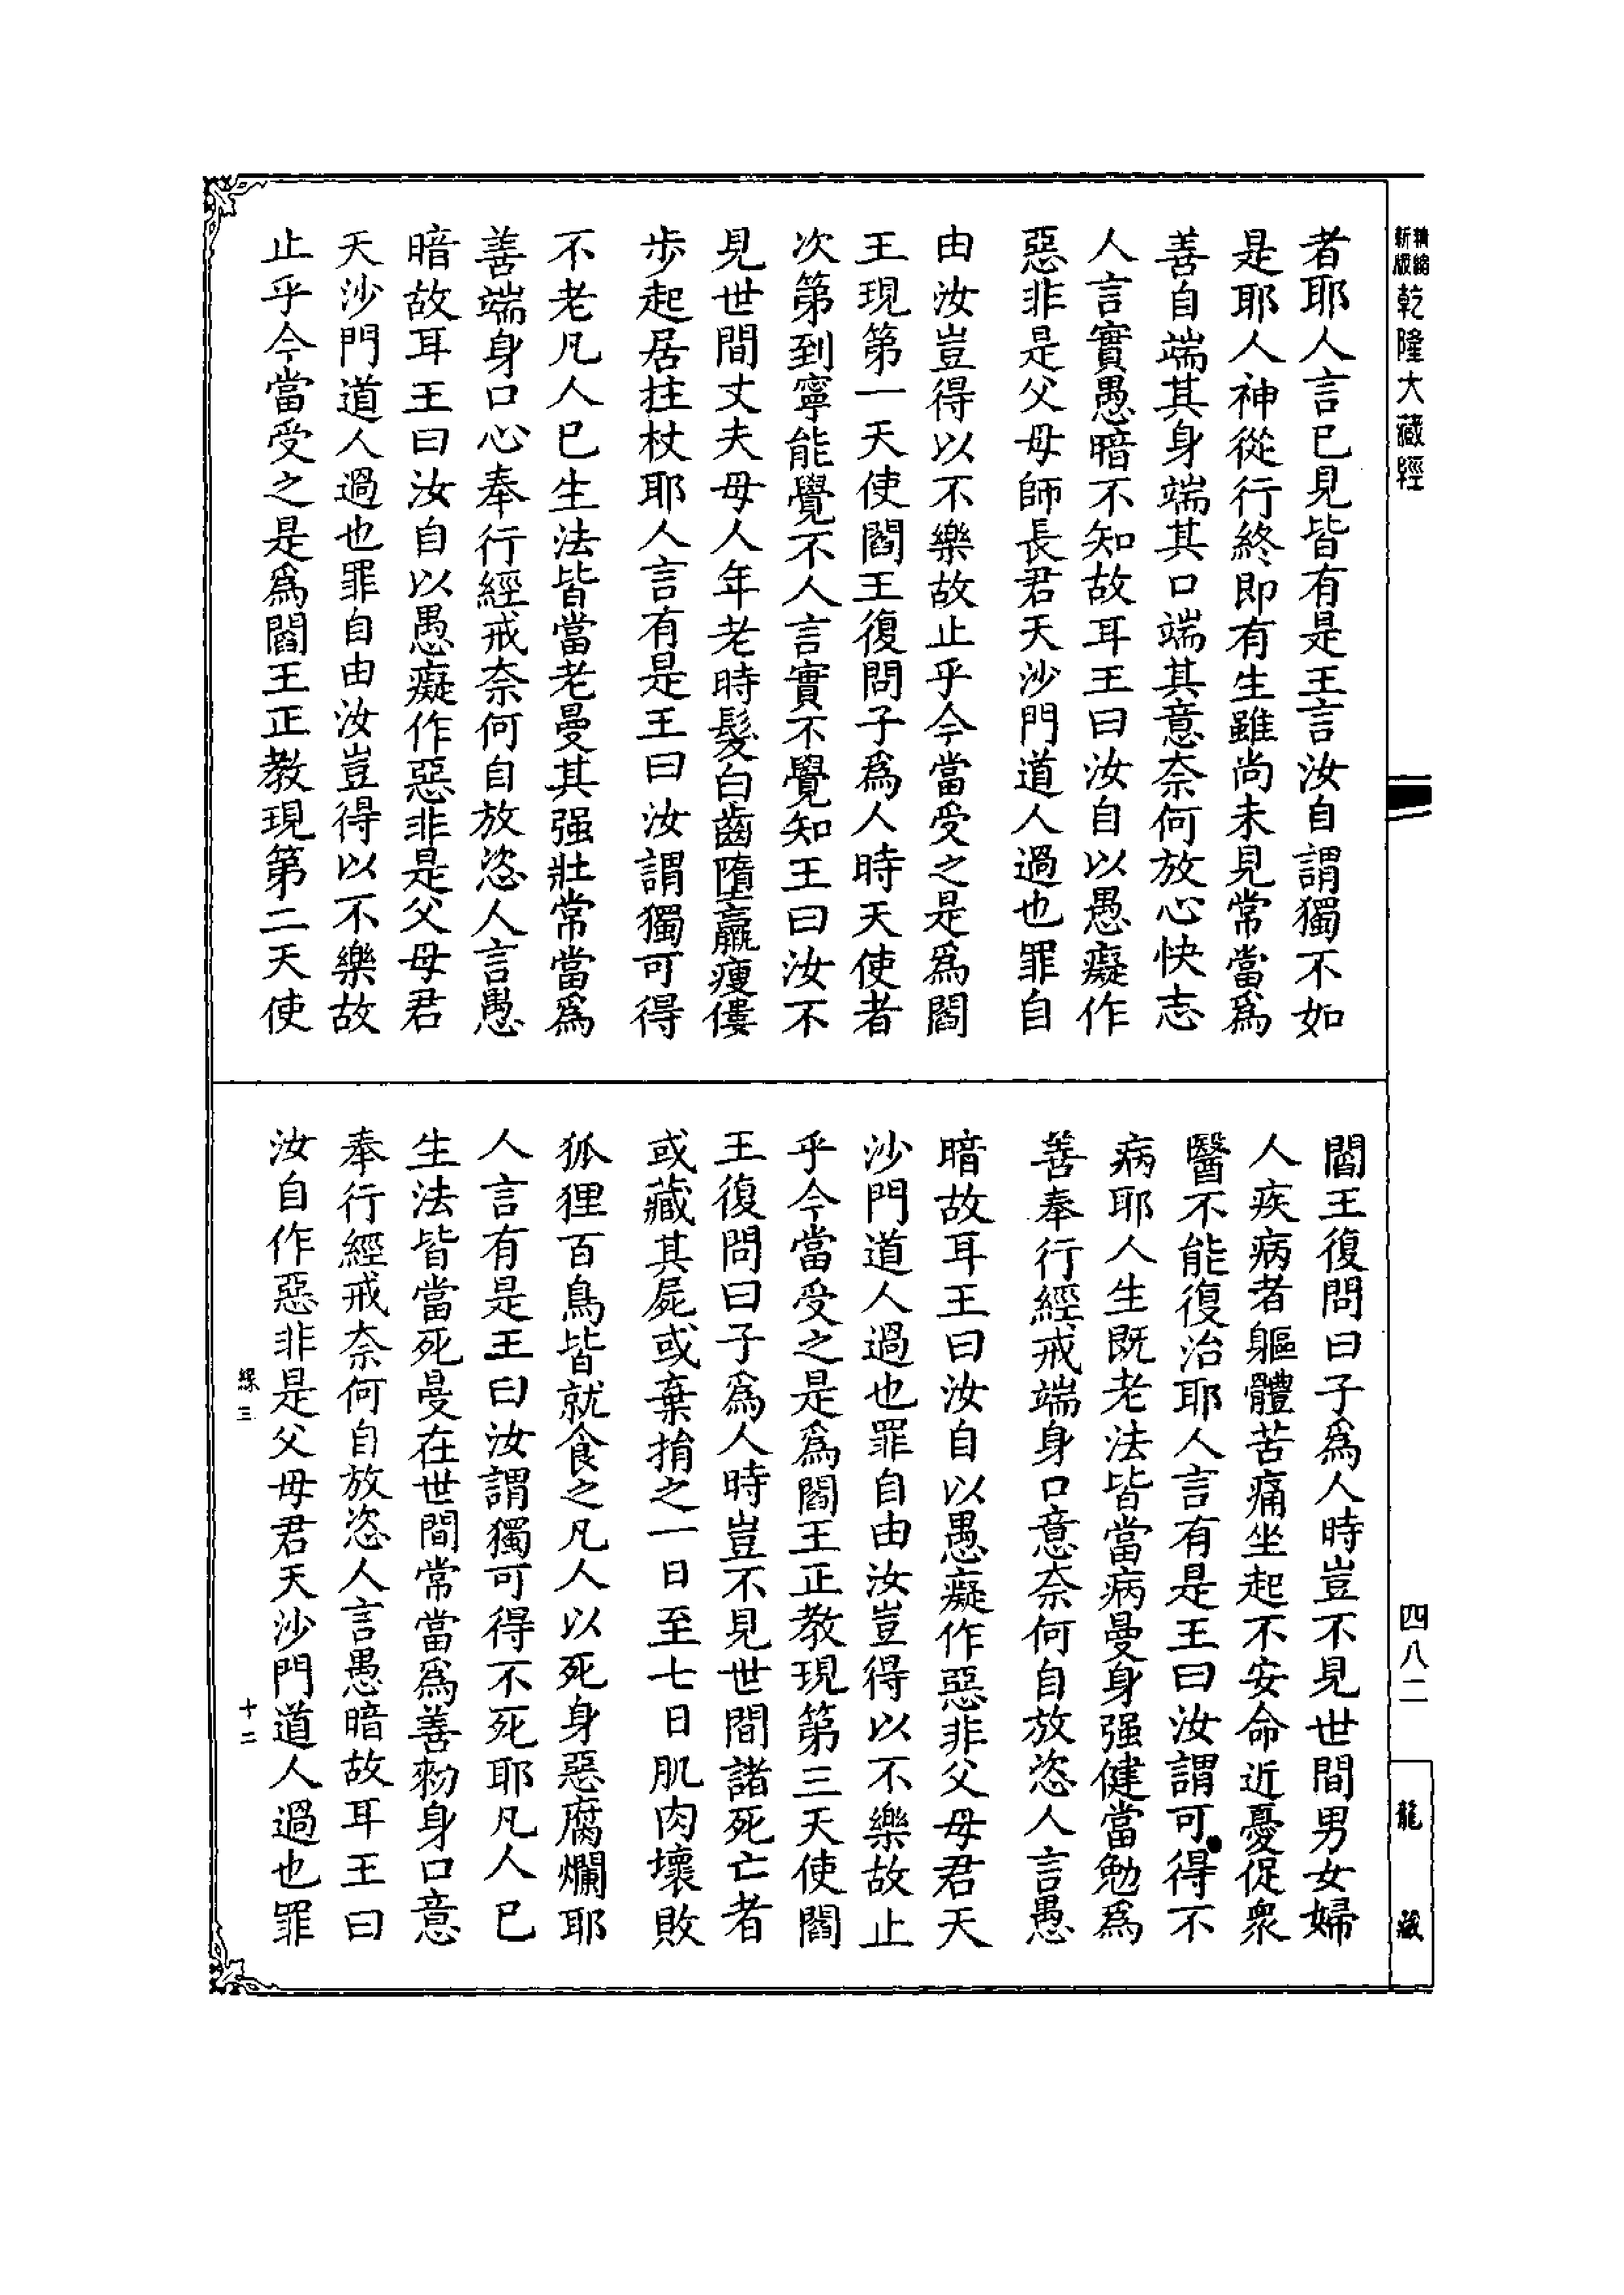 精縮
新版
乾隆大藏經
四八二
龍藏
者耶人言已見皆有是王言汝自謂獨不如
是耶人神從行終即有生雖尚未見常當爲
善自端其身端其口端其意奈何放心快志
人言實愚暗不知故耳王曰汝自以愚癡作
惡非是父母師長君天沙門道人過也罪自
由汝豈得以不樂故止乎今當受之是爲閻
王現第一天使閻王復問子爲人時天使者
次第到寧能覺不人言實不覺知王曰汝不
見世間丈夫母人年老時髮白齒墮羸瘦僂
步起居拄杖耶人言有是王曰汝謂獨可得
不老凡人已生法皆當老曼其强壯常當爲
善端身口心奉行經戒奈何自放恣人言愚
暗故耳王曰汝自以愚癡作惡非是父母君
天沙門道人過也罪自由汝豈得以不樂故
止乎今當受之是爲閻王正教現第二天使
閻王復問曰子爲人時豈不見世間男女婦
人疾病者軀體苦痛坐起不安命近憂促衆
醫不能復治耶人言有是王曰汝謂可得不
病耶人生既老法皆當病曼身强健當勉爲
善奉行經戒端身口意奈何自放恣人言愚
暗故耳王曰汝自以愚癡作惡非父母君天
沙門道人過也罪自由汝豈得以不樂故止
乎今當受之是爲閻王正教現第三天使閻
王復問曰子爲人時豈不見世間諸死亡者
或藏其屍或棄捐之一日至七日肌肉壞敗
狐狸百鳥皆就食之凡人以死身惡腐爛耶
人言有是王曰汝謂獨可得不死耶凡人已
生法皆當死曼在世間常當爲善勑身口意
奉行經戒奈何自放恣人言愚暗故耳王曰
汝自作惡非是父母君天沙門道人過也罪
三
十二